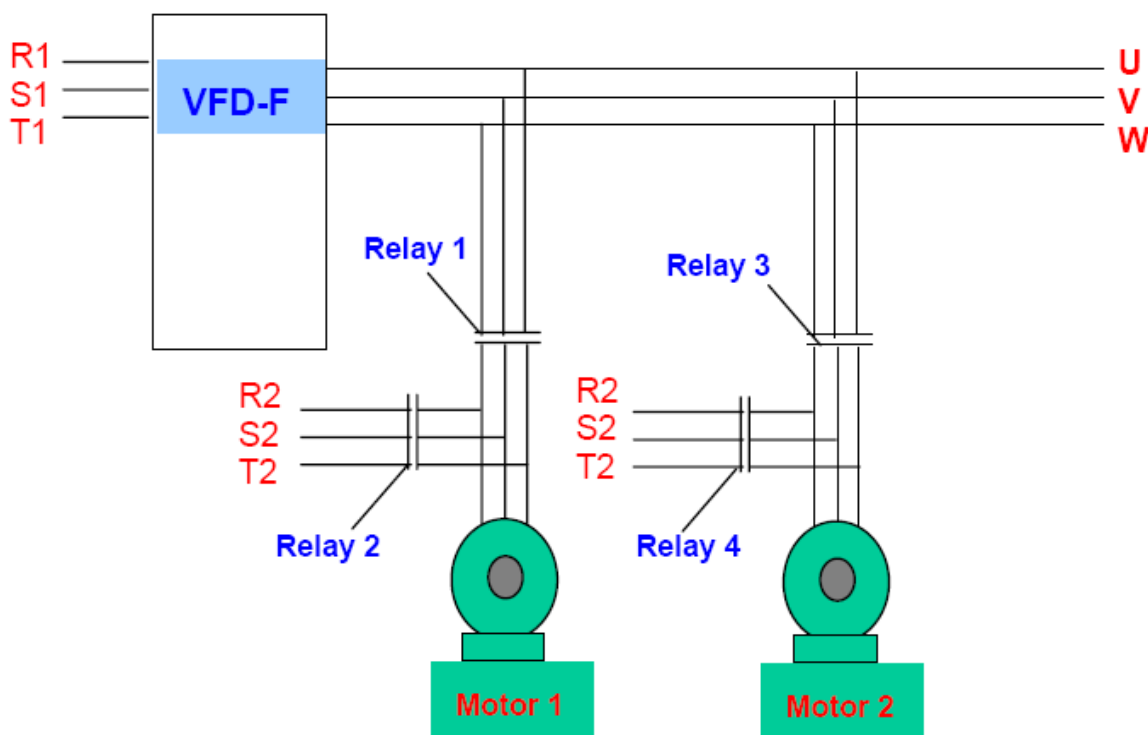 R1
S1
T1
VFD-F
U
V
W
Relay 1
Relay 3
R2
S2
T2
R2
S2
T2
Relay 2
Relay 4
Motor 1
Motor 2